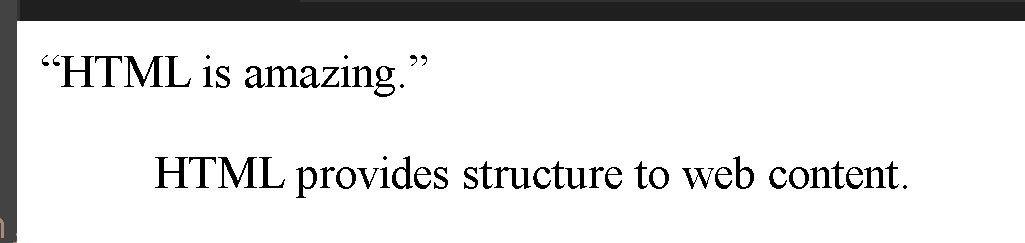 “HTML is amazing.”
HTML provides structure to web content.